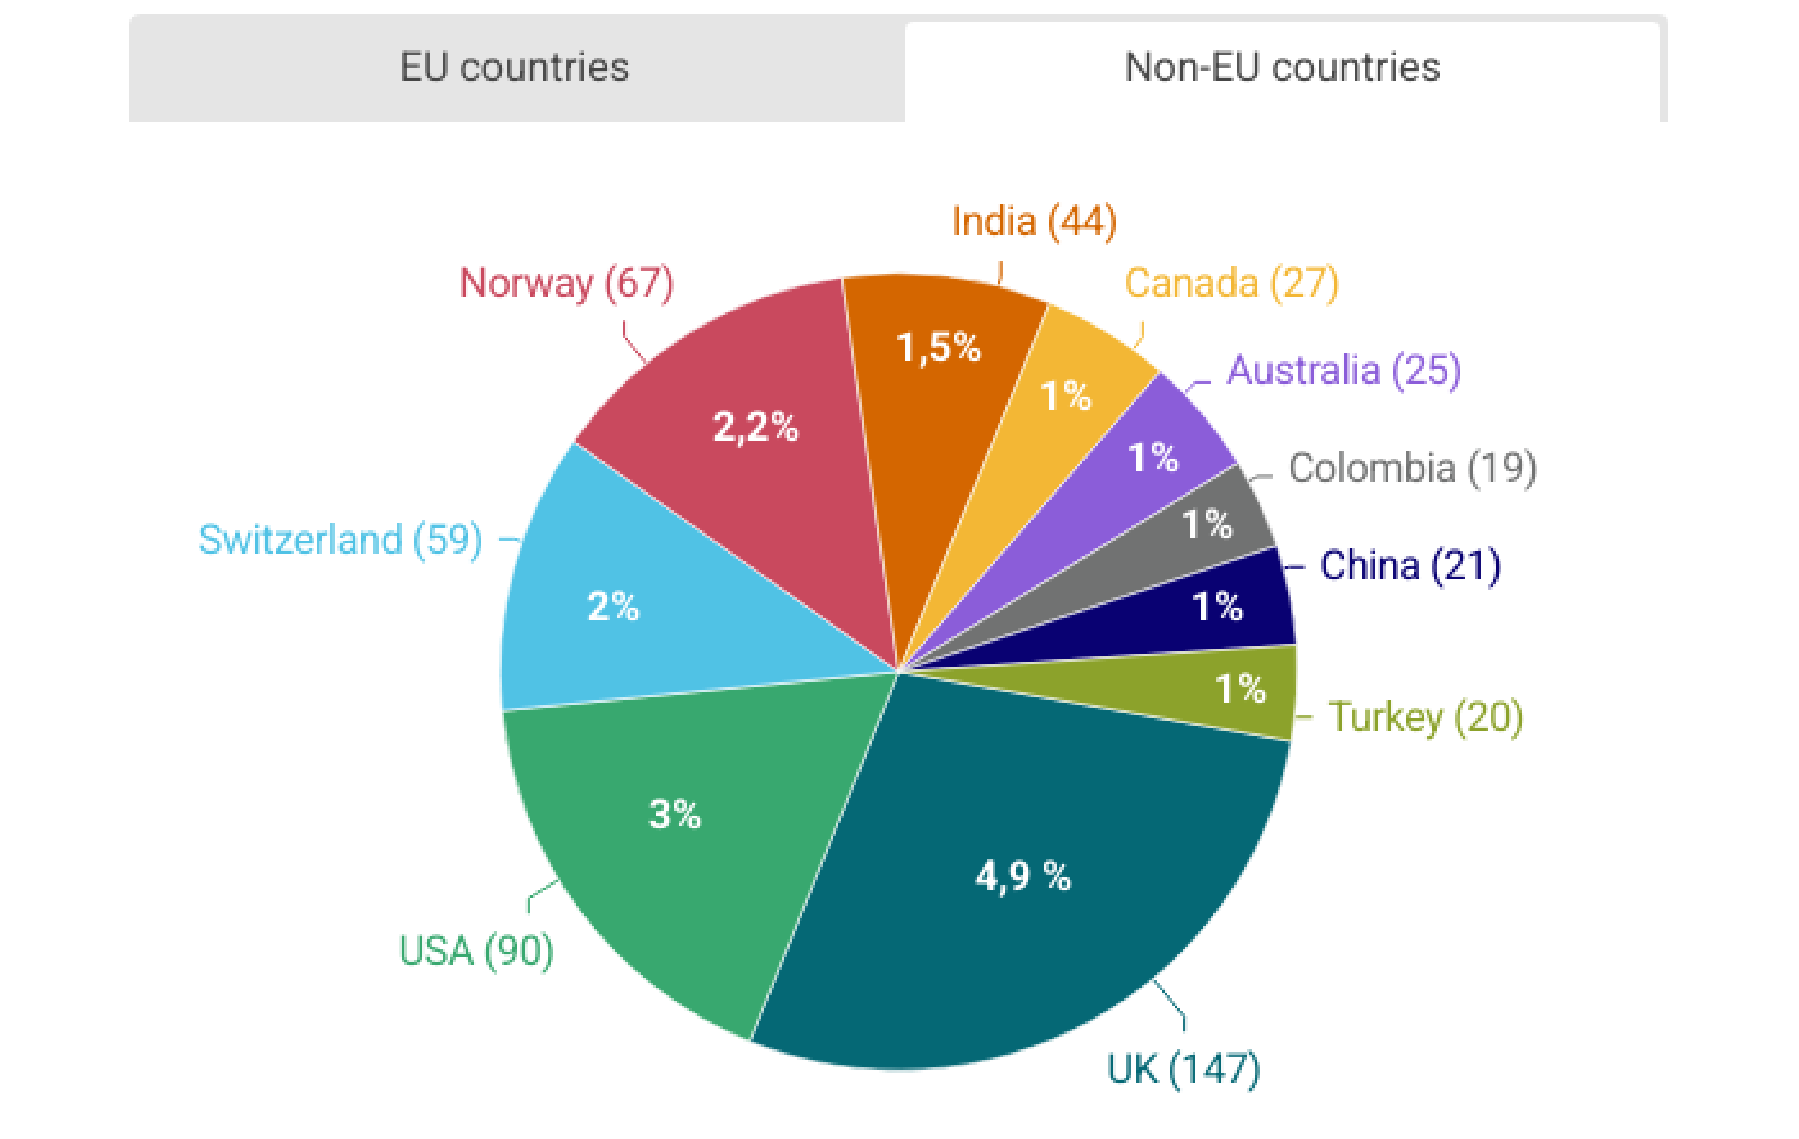 EU countries
Non-EU countries
India (44)
Norway (67)
Canada (27)
1,5%
Australia (25)
1%
2,2%
1%
Colombia (19)
1%
Switzerland (59)
China (21)
2%
1%
1%
Turkey (20)
3%
4,9 %
USA (90)
UK (147)